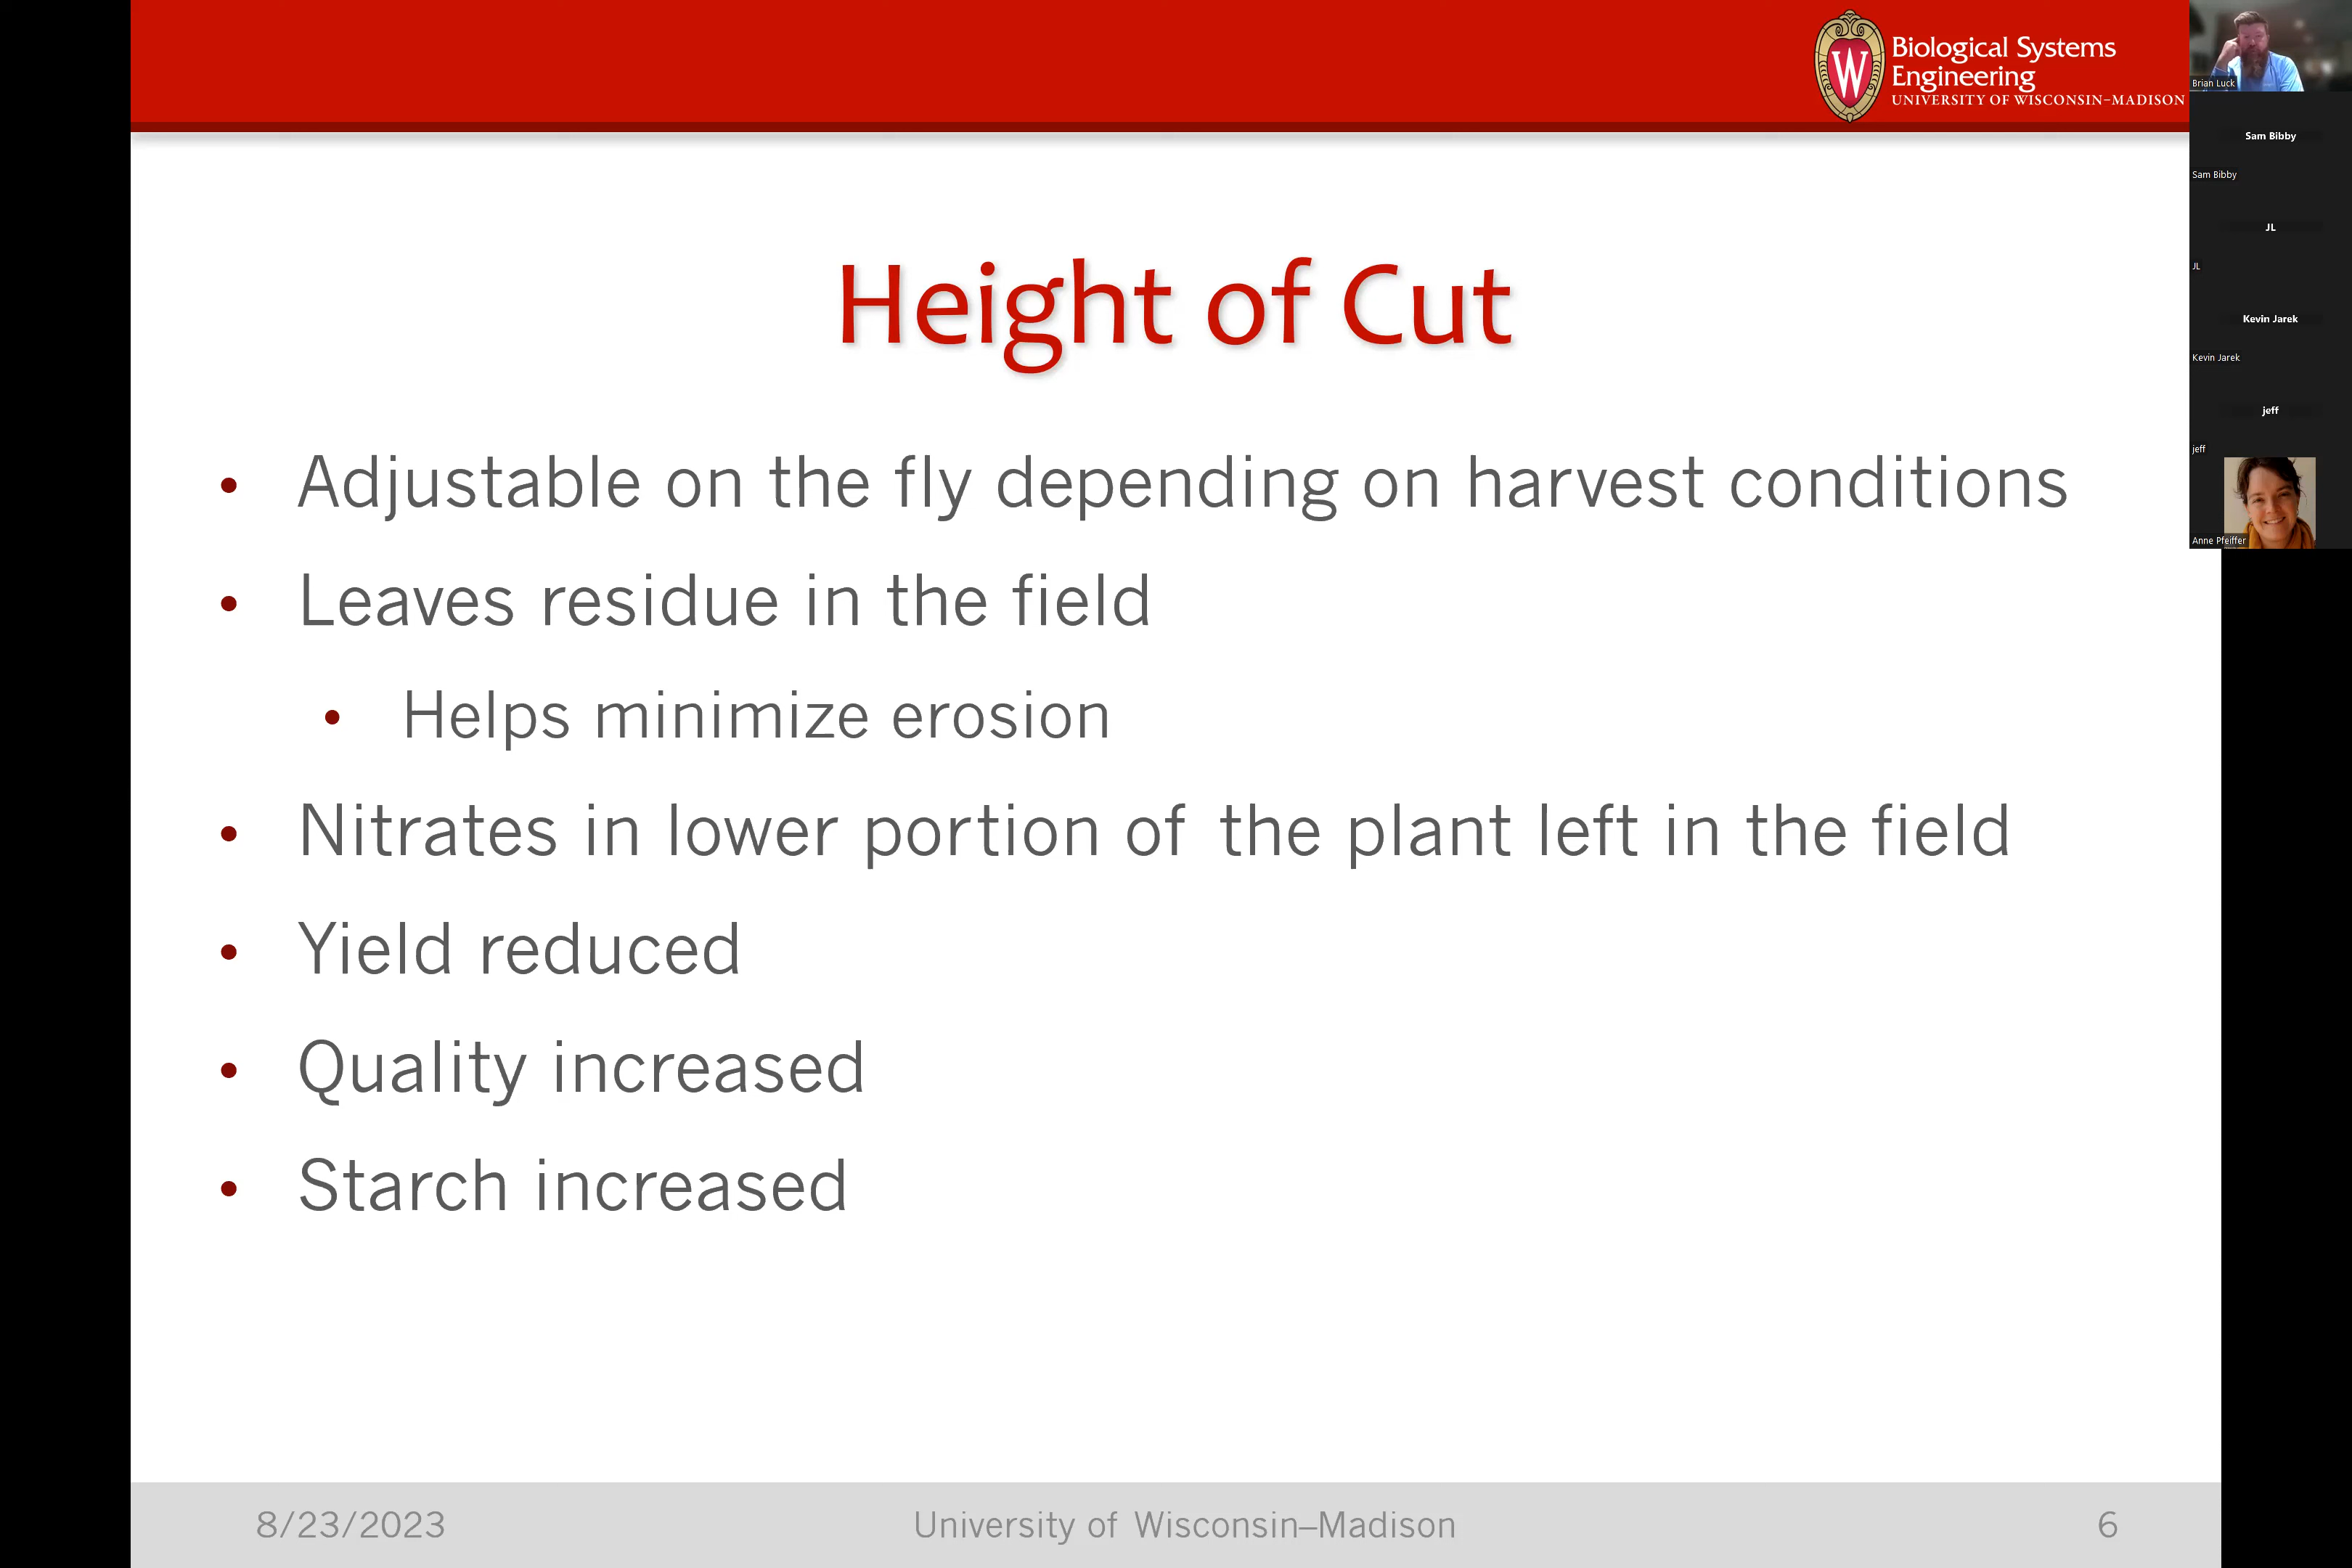 W
Biological Systems
Engineering
UNIVERSITY OF WISCONSIN–MADISON
Height of Cut
• Adjustable on the fly depending on harvest conditions
• Leaves residue in the field
• Helps minimize erosion
• Nitrates in lower portion of the plant left in the field
• Yield reduced
• Quality increased
• Starch increased
8/23/2023
University of Wisconsin–Madison
6
Brian Luck
Sam Bibby
Sam Bibby
JL
JL
Kevin Jarek
Kevin Jarek
jeff
jeff
Anne Pfeiffer